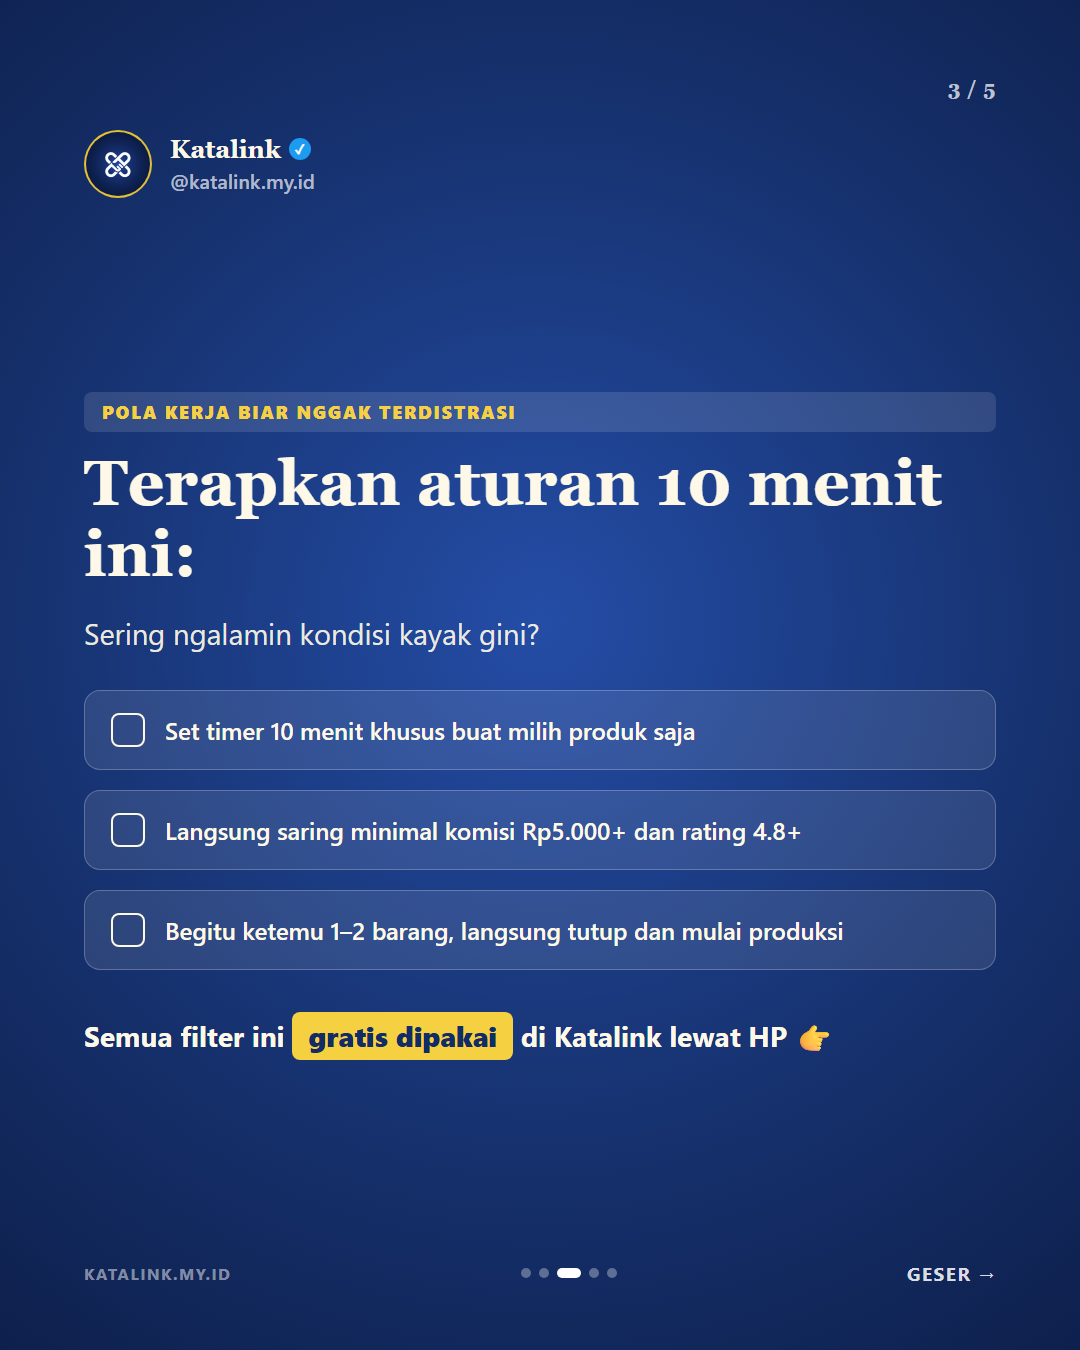 3 / 5
Katalink
@katalink.my.id
POLA KERJA BIAR NGGAK TERDISTRASI
Terapkan aturan 10 menit
ini:
Sering ngalamin kondisi kayak gini?
Set timer 10 menit khusus buat milih produk saja
Langsung saring minimal komisi Rp5.000+ dan rating 4.8+
Begitu ketemu 1–2 barang, langsung tutup dan mulai produksi
Semua filter ini gratis dipakai di Katalink lewat HP 👉
KATALINK.MY.ID
GESER →